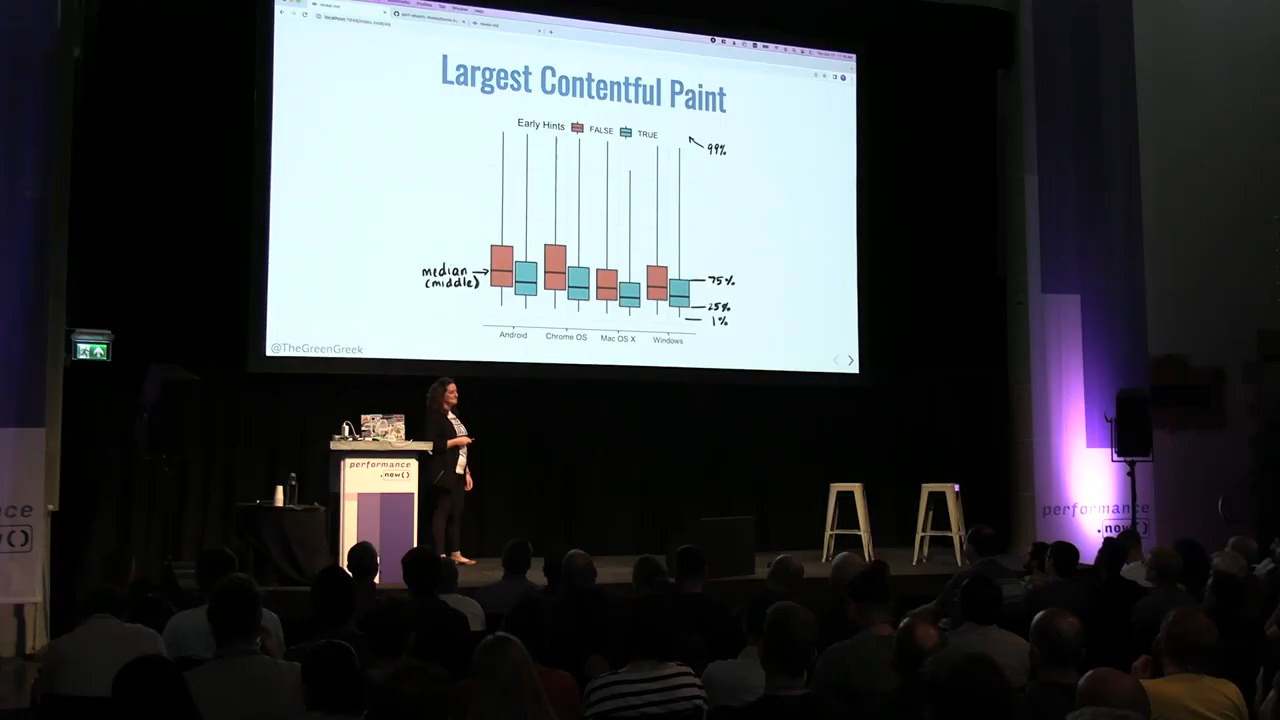 Largest Contentful Paint
Early Hints FALSE TRUE
99%
median
(middle)
75%
25%
1%
Android Chrome OS Mac OS X Windows
@TheGreenGreek
performance
.now()
performance
.now()